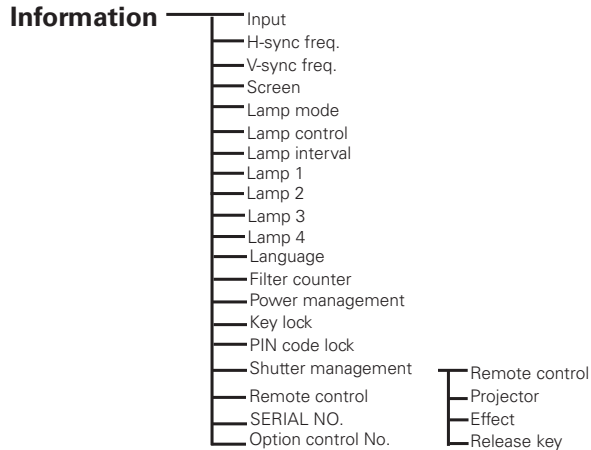 Information
Input
H-sync freq.
V-sync freq.
Screen
Lamp mode
Lamp control
Lamp interval
Lamp 1
Lamp 2
Lamp 3
Lamp 4
Language
Filter counter
Power management
Key lock
PIN code lock
Shutter management
Remote control
SERIAL NO.
Option control No.
Remote control
Projector
Effect
Release key